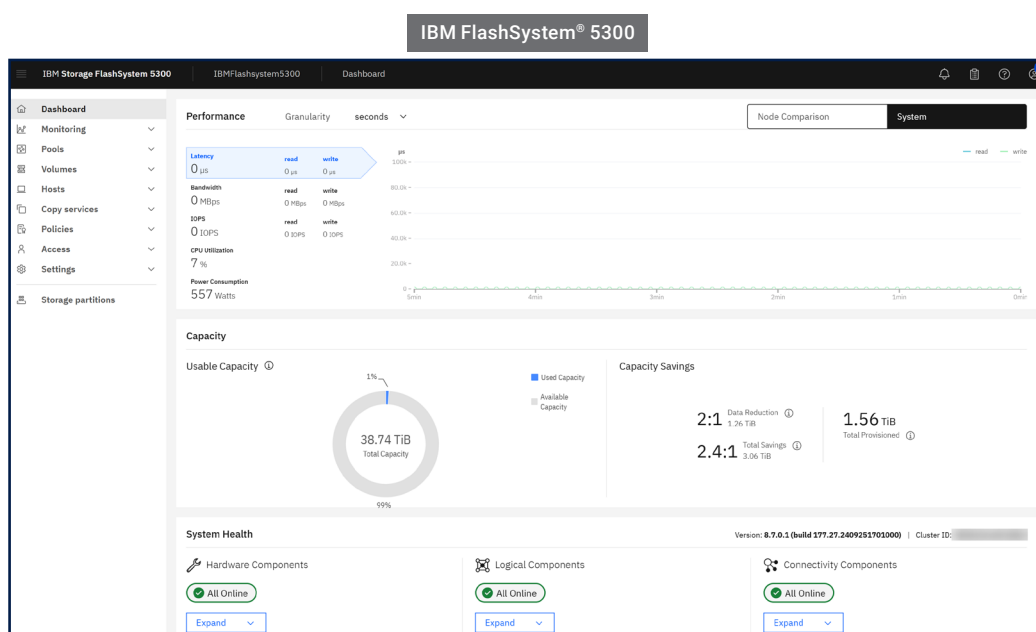 IBM FlashSystem® 5300
IBM Storage FlashSystem 5300 IBMFlashsystem5300 Dashboard
Dashboard
Monitoring
Pools
Volumes
Hosts
Copy services
Policies
Access
Settings
Storage partitions
Performance Granularity seconds
Node Comparison System
Latency read write
0 µs 0 µs 0 µs
Bandwidth read write
0 MBps 0 MBps 0 MBps
IOPS read write
0 IOPS 0 IOPS 0 IOPS
CPU Utilization
7 %
Power Consumption
557 Watts
µs
read write
100k
80.0k
60.0k
40.0k
20.0k
0
5min 4min 3min 2min 1min 0min
Capacity
Usable Capacity
1%
38.74 TiB
Total Capacity
99%
Used Capacity
Available
Capacity
Capacity Savings
2:1 Data Reduction
1.26 TiB
2.4:1 Total Savings
3.06 TiB
1.56 TiB
Total Provisioned
System Health
Version: 8.7.0.1 (build 177.27.2409251701000) | Cluster ID:
Hardware Components
All Online
Expand
Logical Components
All Online
Expand
Connectivity Components
All Online
Expand